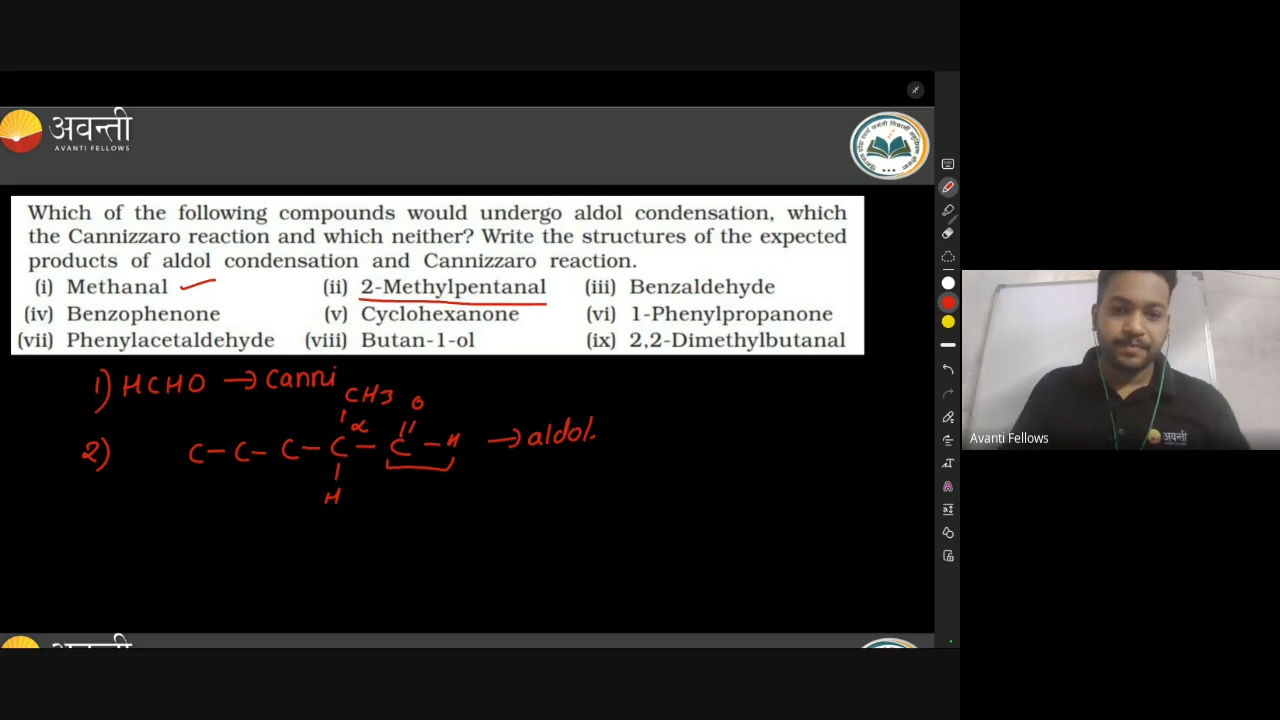 अवन्ती
AVANTI FELLOWS
Which of the following compounds would undergo aldol condensation, which
the Cannizzaro reaction and which neither? Write the structures of the expected
products of aldol condensation and Cannizzaro reaction.
(i) Methanal (ii) 2-Methylpentanal (iii) Benzaldehyde
(iv) Benzophenone (v) Cyclohexanone (vi) 1-Phenylpropanone
(vii) Phenylacetaldehyde (viii) Butan-1-ol (ix) 2,2-Dimethylbutanal
1) HCHO → Canni
CH3 O
α
2) C-C-C-C-C-H → aldol.
H
Avanti Fellows
अवन्ती